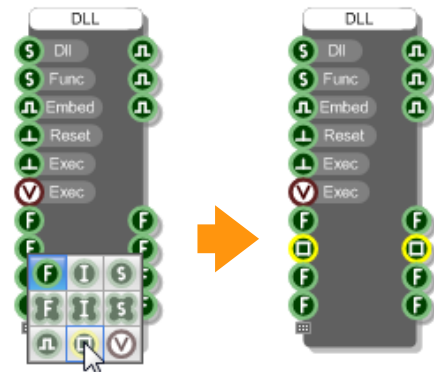 DLL
S Dll
S Func
Embed
Reset
Exec
V Exec
F F
F F
F I S F
F I S F
V
DLL
S Dll
S Func
Embed
Reset
Exec
V Exec
F F
F F
F F